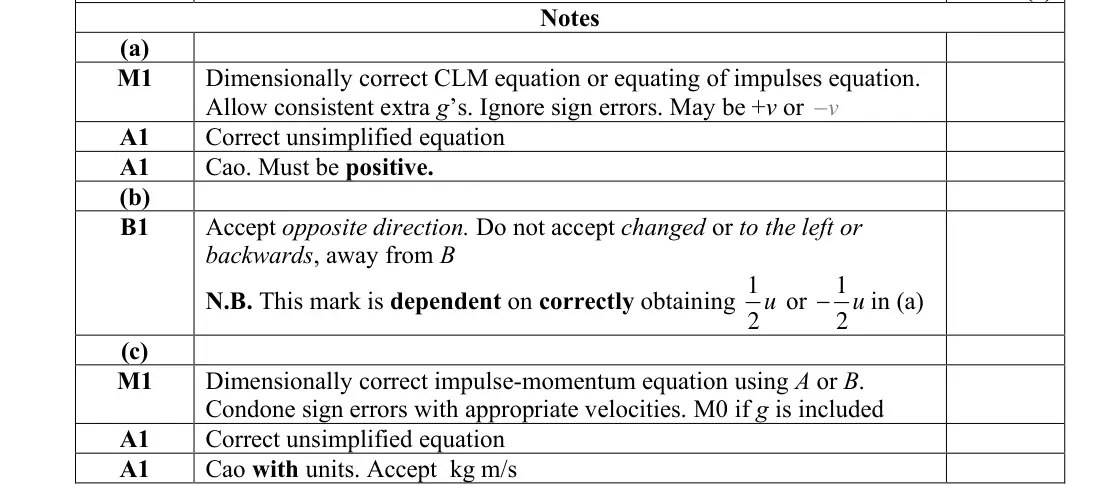 Notes
(a)
M1 Dimensionally correct CLM equation or equating of impulses equation.
Allow consistent extra g’s. Ignore sign errors. May be +v or −v
A1 Correct unsimplified equation
A1 Cao. Must be positive.
(b)
B1 Accept opposite direction. Do not accept changed or to the left or
backwards, away from B
N.B. This mark is dependent on correctly obtaining 1/2 u or −1/2 u in (a)
(c)
M1 Dimensionally correct impulse-momentum equation using A or B.
Condone sign errors with appropriate velocities. M0 if g is included
A1 Correct unsimplified equation
A1 Cao with units. Accept kg m/s